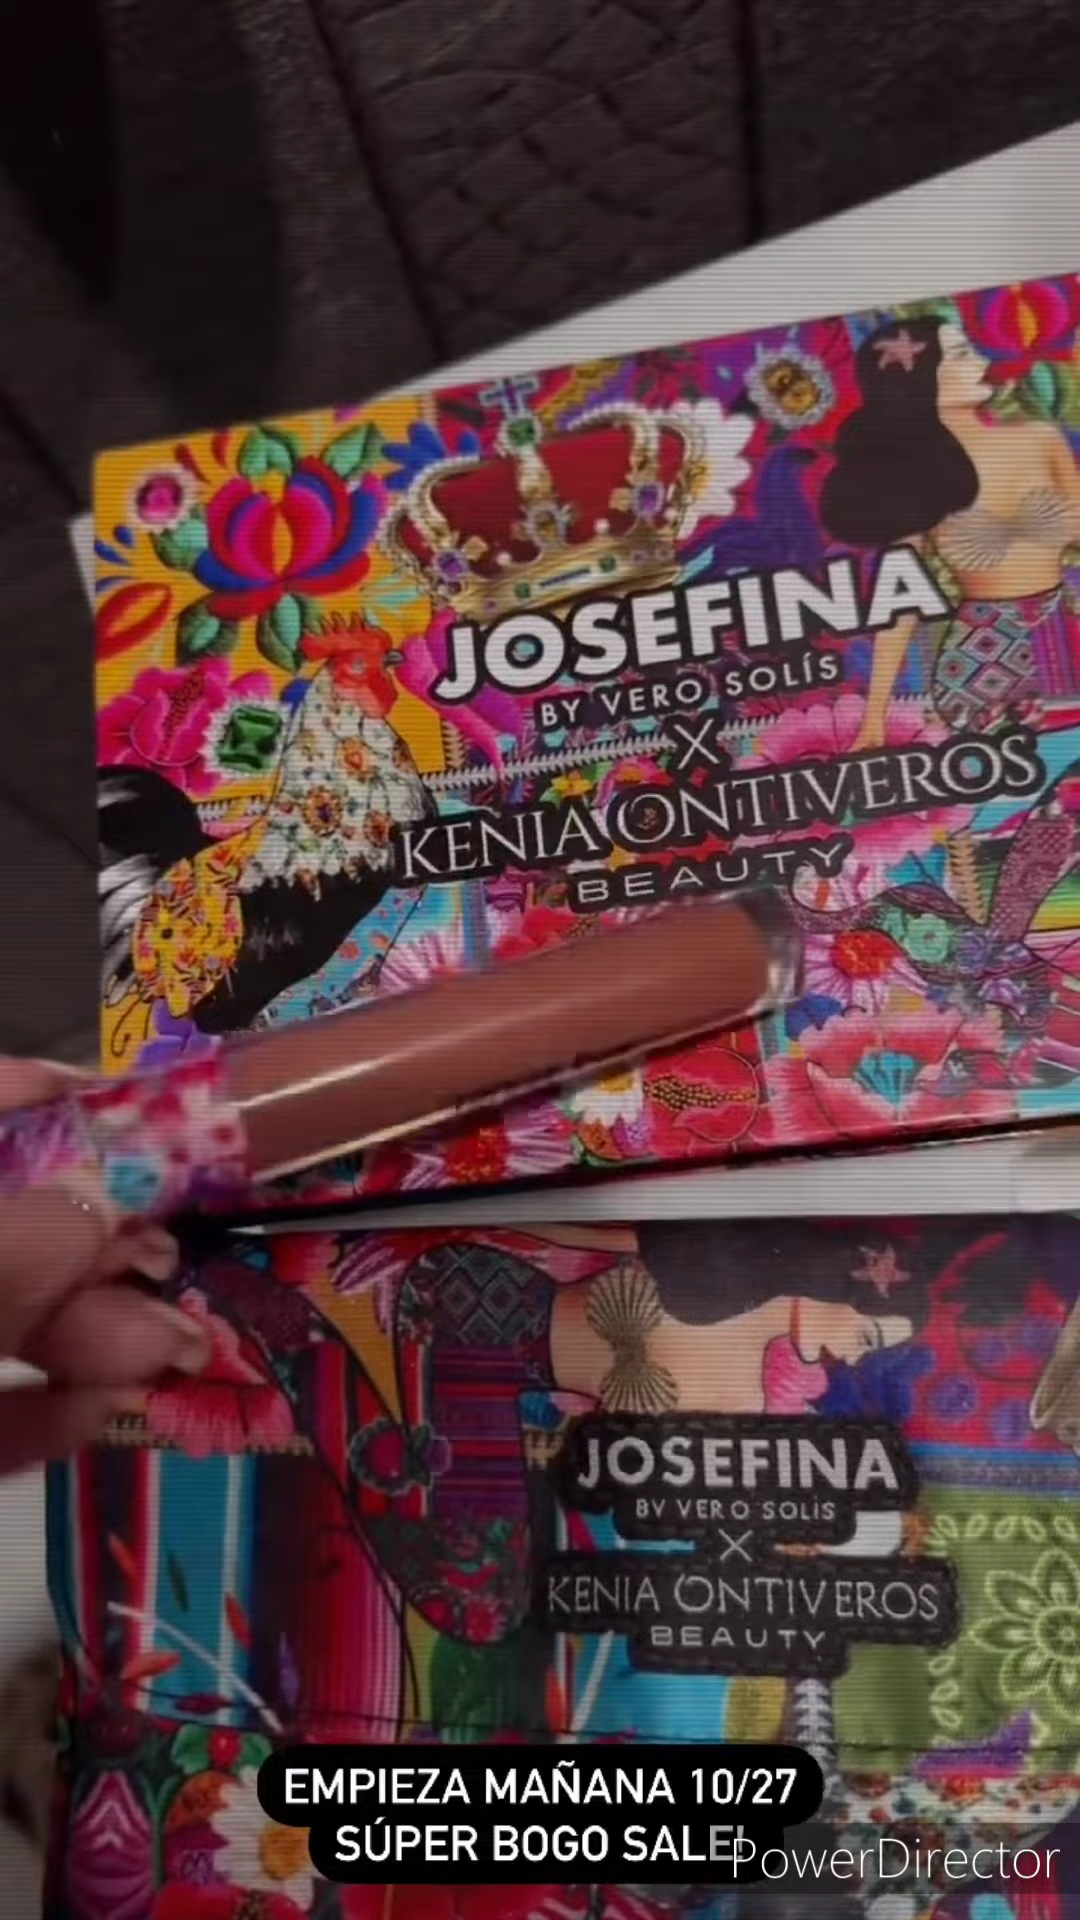 JOSEFINA
BY VERO SOLÍS
X
KENIA ONTIVEROS
BEAUTY
JOSEFINA
BY VERO SOLÍS
X
KENIA ONTIVEROS
BEAUTY
EMPIEZA MAÑANA 10/27
SÚPER BOGO SALE!
PowerDirector